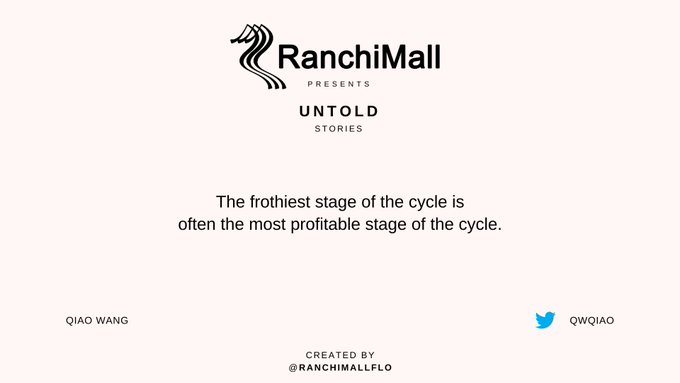 RanchiMall
PRESENTS
UNTOLD
STORIES
The frothiest stage of the cycle is
often the most profitable stage of the cycle.
QIAO WANG
QWQIAO
CREATED BY
@RANCHIMALLFLO